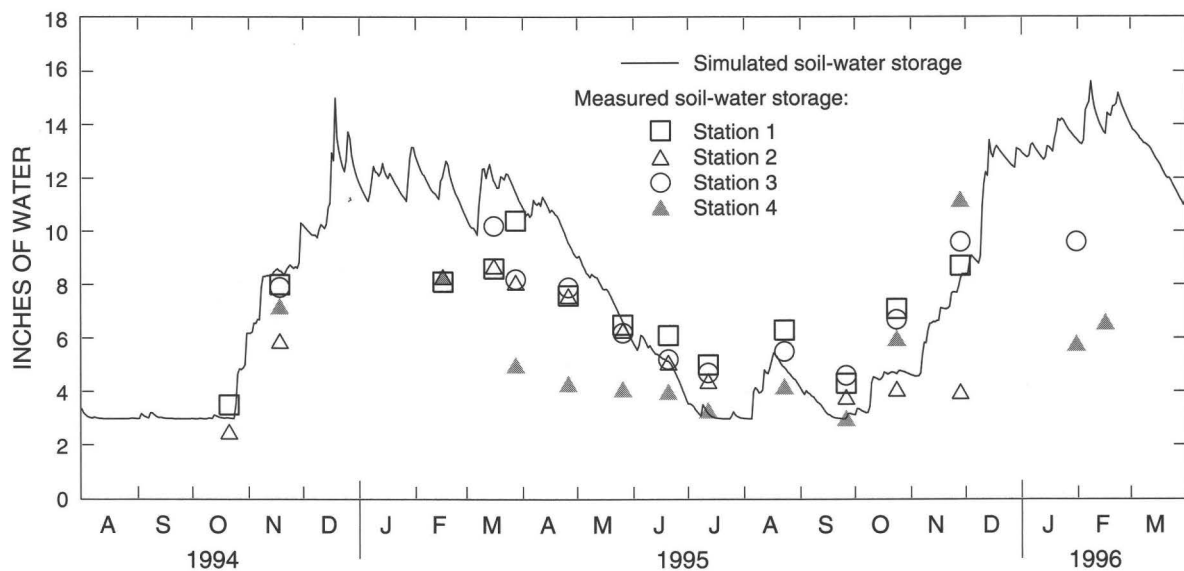 18
16
14
12
10
8
6
4
2
0
INCHES OF WATER
Simulated soil-water storage
Measured soil-water storage:
Station 1
Station 2
Station 3
Station 4
A S O N D J F M A M J J A S O N D J F M
1994 1995 1996